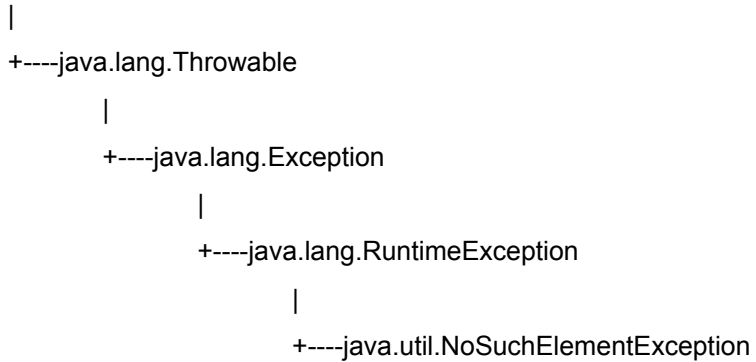 |
+----java.lang.Throwable
|
+----java.lang.Exception
|
+----java.lang.RuntimeException
|
+----java.util.NoSuchElementException